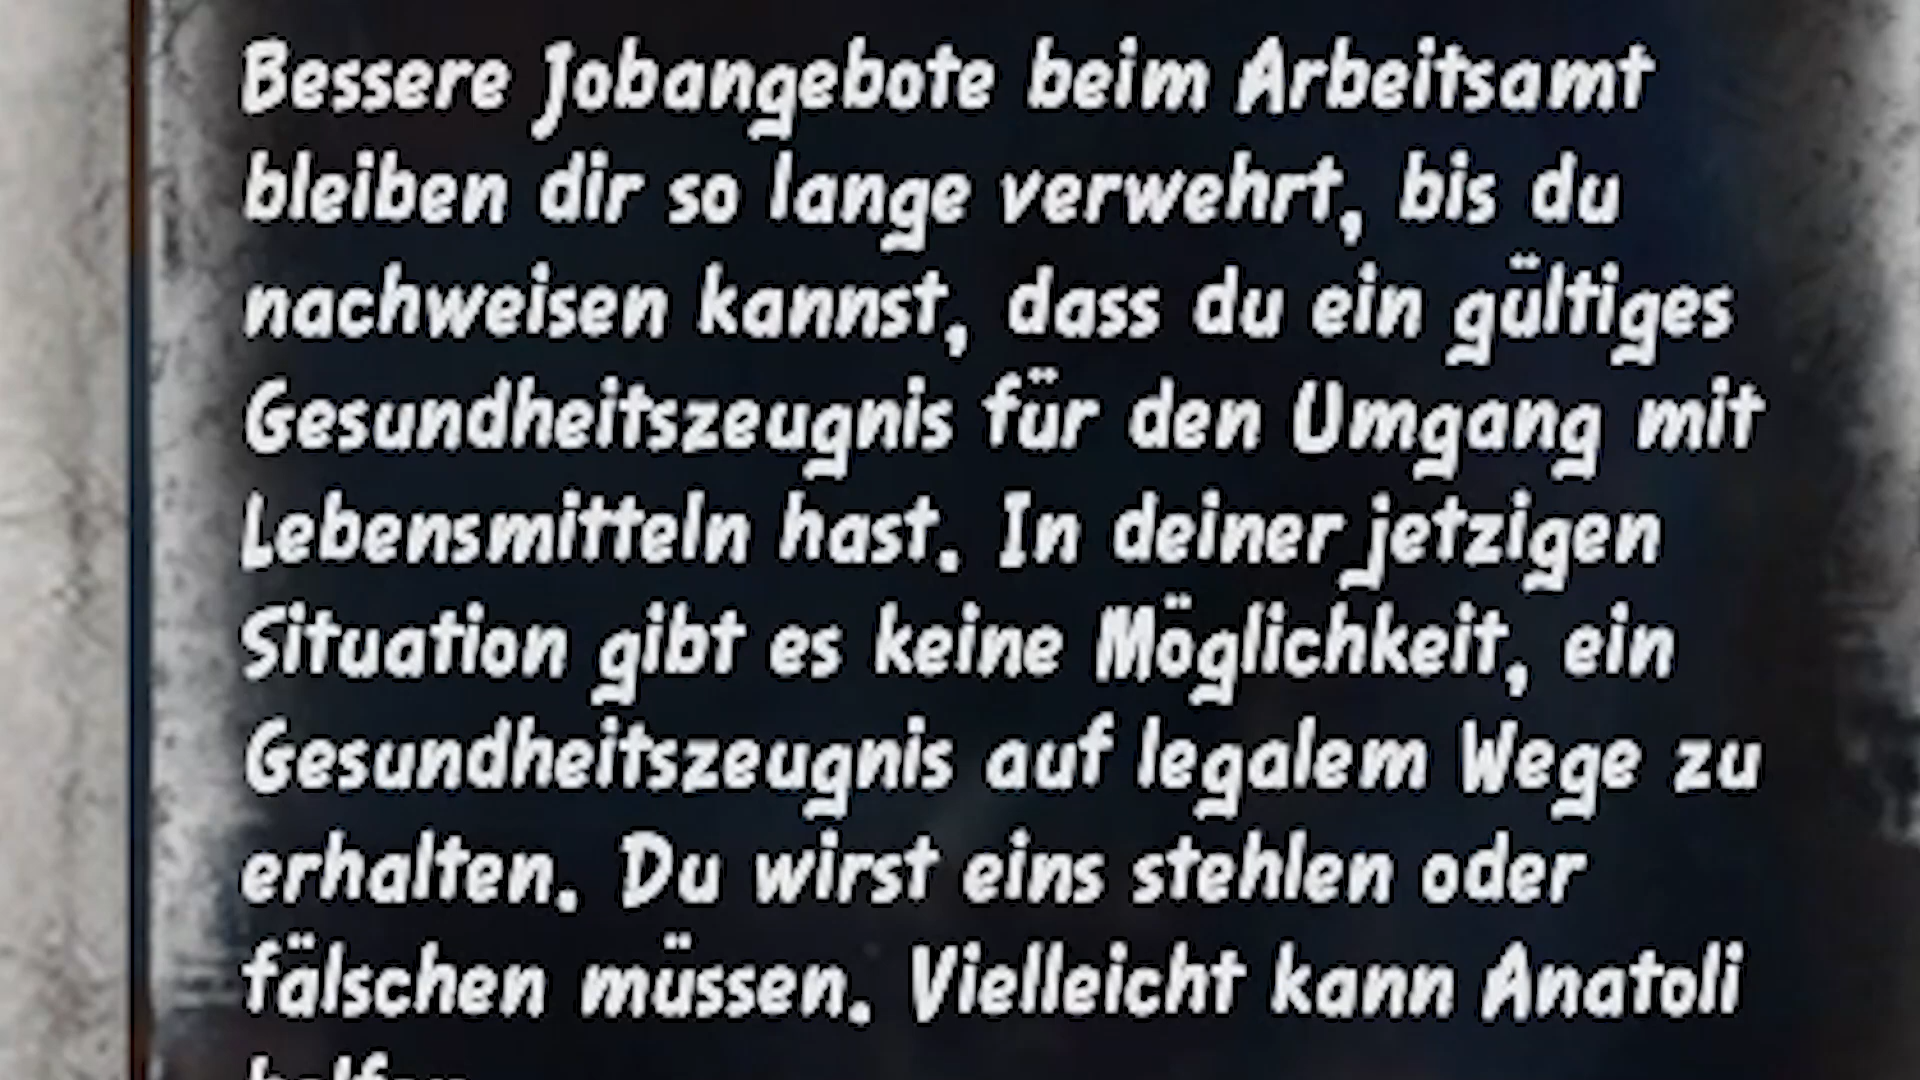 Bessere Jobangebote beim Arbeitsamt
bleiben dir so lange verwehrt, bis du
nachweisen kannst, dass du ein gültiges
Gesundheitszeugnis für den Umgang mit
Lebensmitteln hast. In deiner jetzigen
Situation gibt es keine Möglichkeit, ein
Gesundheitszeugnis auf legalem Wege zu
erhalten. Du wirst eins stehlen oder
fälschen müssen. Vielleicht kann Anatoli